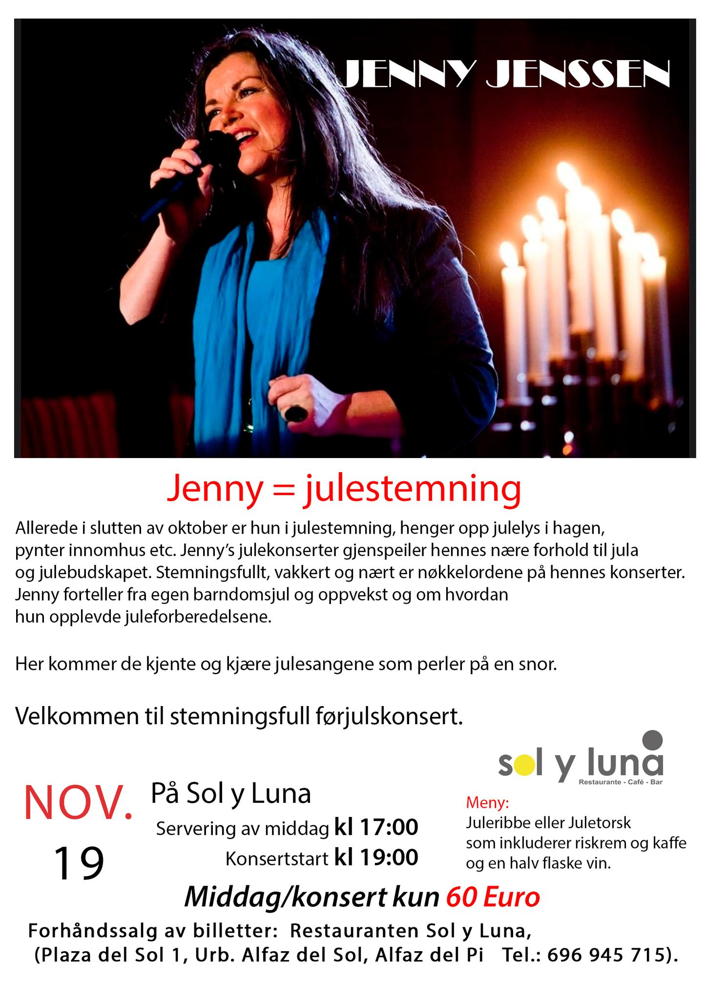 JENNY JENSSEN
Jenny = julestemning
Allerede i slutten av oktober er hun i julestemning, henger opp julelys i hagen,
pynter innomhus etc. Jenny’s julekonserter gjenspeiler hennes nære forhold til jula
og julebudskapet. Stemningsfullt, vakkert og nært er nøkkelordene på hennes konserter.
Jenny forteller fra egen barndomsjul og oppvekst og om hvordan
hun opplevde juleforberedelsene.
Her kommer de kjente og kjære julesangene som perler på en snor.
Velkommen til stemningsfull førjulskonsert.
sol y luna
Restaurante - Café - Bar
NOV.
19
På Sol y Luna
Servering av middag kl 17:00
Konsertstart kl 19:00
Meny:
Juleribbe eller Juletorsk
som inkluderer riskrem og kaffe
og en halv flaske vin.
Middag/konsert kun 60 Euro
Forhåndssalg av billetter: Restauranten Sol y Luna,
(Plaza del Sol 1, Urb. Alfaz del Sol, Alfaz del Pi Tel.: 696 945 715).